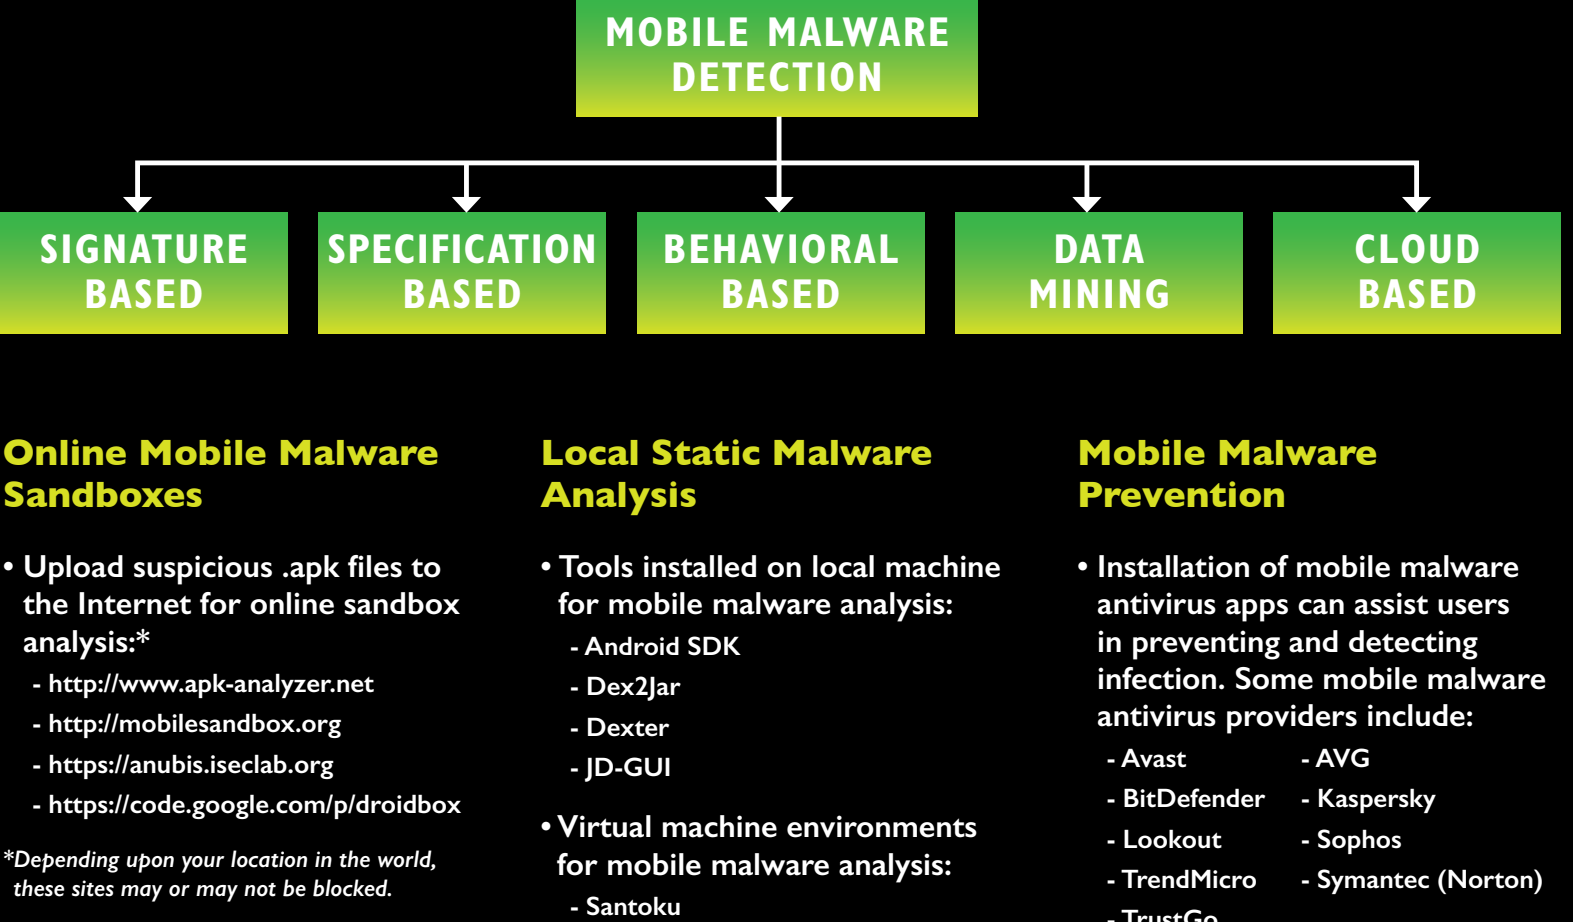 MOBILE MALWARE
DETECTION
SIGNATURE
BASED
SPECIFICATION
BASED
BEHAVIORAL
BASED
DATA
MINING
CLOUD
BASED
Online Mobile Malware
Sandboxes
• Upload suspicious .apk files to
the Internet for online sandbox
analysis:*
- http://www.apk-analyzer.net
- http://mobilesandbox.org
- https://anubis.iseclab.org
- https://code.google.com/p/droidbox
*Depending upon your location in the world,
these sites may or may not be blocked.
Local Static Malware
Analysis
• Tools installed on local machine
for mobile malware analysis:
- Android SDK
- Dex2Jar
- Dexter
- JD-GUI
• Virtual machine environments
for mobile malware analysis:
- Santoku
Mobile Malware
Prevention
• Installation of mobile malware
antivirus apps can assist users
in preventing and detecting
infection. Some mobile malware
antivirus providers include:
- Avast
- BitDefender
- Lookout
- TrendMicro
- TrustGo
- AVG
- Kaspersky
- Sophos
- Symantec (Norton)